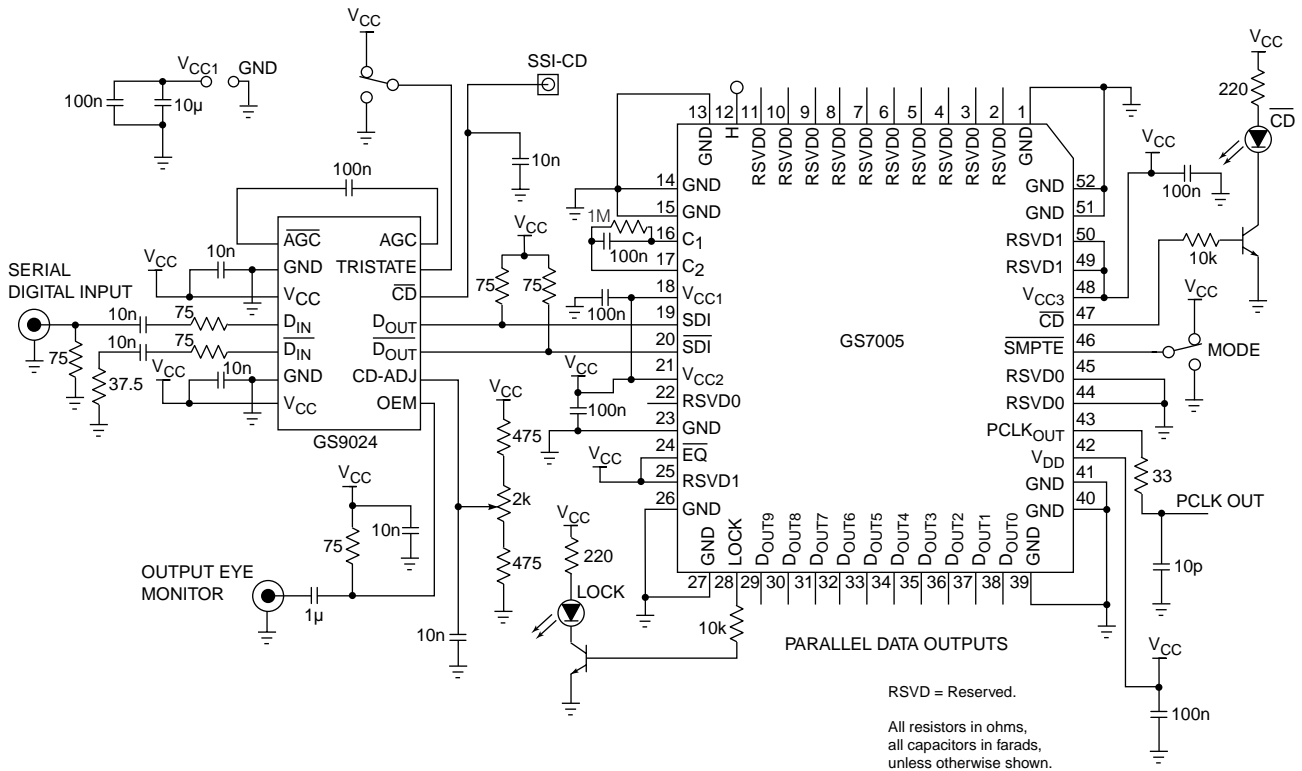 VCC
VCC1
GND
100n
10µ
SSI-CD
10n
100n
AGC
GND
VCC
DIN
DIN
GND
VCC
AGC
TRISTATE
CD
DOUT
DOUT
CD-ADJ
OEM
GS9024
SERIAL
DIGITAL INPUT
VCC
10n
10n
75
75
10n
75
37.5
VCC
10n
VCC
75
75
VCC
10n
75
OUTPUT EYE
MONITOR
1µ
VCC
475
2k
475
10n
VCC
220
LOCK
10k
1M
100n
100n
VCC
100n
VCC
13
12
11
10
9
8
7
6
5
4
3
2
1
GND
H
RSVD0
RSVD0
RSVD0
RSVD0
RSVD0
RSVD0
RSVD0
RSVD0
RSVD0
RSVD0
GND
14 GND
15 GND
16 C1
17 C2
18 VCC1
19 SDI
20 SDI
21 VCC2
22 RSVD0
23 GND
24 EQ
25 RSVD1
26 GND
GS7005
GND 52
GND 51
RSVD1 50
RSVD1 49
VCC3 48
CD 47
SMPTE 46
RSVD0 45
RSVD0 44
PCLKOUT 43
VDD 42
GND 41
GND 40
GND
LOCK
DOUT9
DOUT8
DOUT7
DOUT6
DOUT5
DOUT4
DOUT3
DOUT2
DOUT1
DOUT0
GND
27
28
29
30
31
32
33
34
35
36
37
38
39
PARALLEL DATA OUTPUTS
VCC
220
CD
VCC
100n
10k
VCC
MODE
33
PCLK OUT
10p
VCC
100n
RSVD = Reserved.
All resistors in ohms,
all capacitors in farads,
unless otherwise shown.